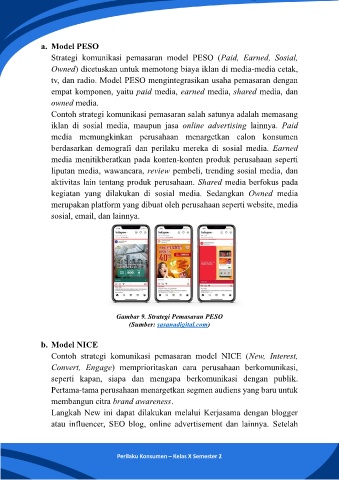 a. Model PESO
Strategi komunikasi pemasaran model PESO (Paid, Earned, Sosial,
Owned) dicetuskan untuk memotong biaya iklan di media-media cetak,
tv, dan radio. Model PESO mengintegrasikan usaha pemasaran dengan
empat komponen, yaitu paid media, earned media, shared media, dan
owned media.
Contoh strategi komunikasi pemasaran salah satunya adalah memasang
iklan di sosial media, maupun jasa online advertising lainnya. Paid
media memungkinkan perusahaan menargetkan calon konsumen
berdasarkan demografi dan perilaku mereka di sosial media. Earned
media menitikberatkan pada konten-konten produk perusahaan seperti
liputan media, wawancara, review pembeli, trending sosial media, dan
aktivitas lain tentang produk perusahaan. Shared media berfokus pada
kegiatan yang dilakukan di sosial media. Sedangkan Owned media
merupakan platform yang dibuat oleh perusahaan seperti website, media
sosial, email, dan lainnya.
Instagram
Instagram
Instagram
40%
Gambar 9. Strategi Pemasaran PESO
(Sumber: sasanadigital.com)
b. Model NICE
Contoh strategi komunikasi pemasaran model NICE (New, Interest,
Convert, Engage) memprioritaskan cara perusahaan berkomunikasi,
seperti kapan, siapa dan mengapa berkomunikasi dengan publik.
Pertama-tama perusahaan menargetkan segmen audiens yang baru untuk
membangun citra brand awareness.
Langkah New ini dapat dilakukan melalui Kerjasama dengan blogger
atau influencer, SEO blog, online advertisement dan lainnya. Setelah
Perilaku Konsumen – Kelas X Semester 2